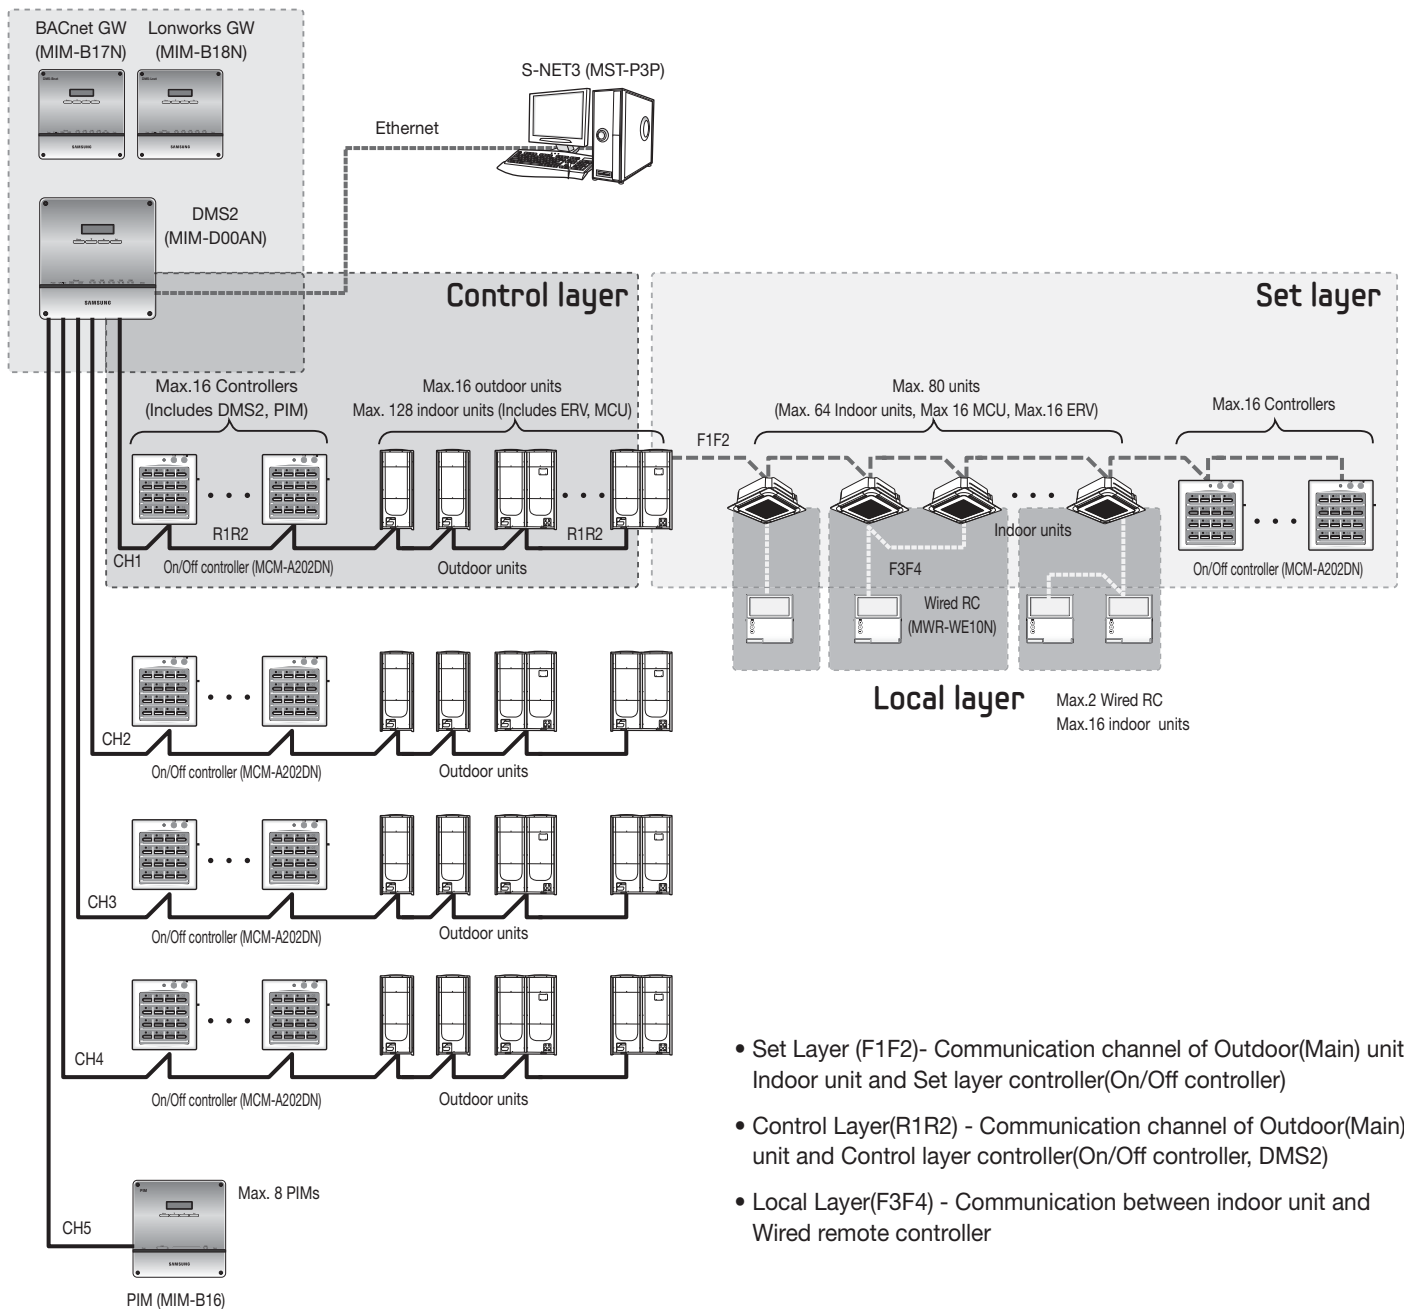 BACnet GW
(MIM-B17N)
Lonworks GW
(MIM-B18N)
SAMSUNG
SAMSUNG
S-NET3 (MST-P3P)
Ethernet
DMS2
(MIM-D00AN)
SAMSUNG
Control layer
Set layer
Max.16 Controllers
(Includes DMS2, PIM)
Max.16 outdoor units
Max. 128 indoor units (Includes ERV, MCU)
F1F2
Max. 80 units
(Max. 64 Indoor units, Max 16 MCU, Max.16 ERV)
Max.16 Controllers
CH1
R1R2
R1R2
On/Off controller (MCM-A202DN)
Outdoor units
Indoor units
F3F4
On/Off controller (MCM-A202DN)
Wired RC
(MWR-WE10N)
Local layer
Max.2 Wired RC
Max.16 indoor units
CH2
On/Off controller (MCM-A202DN)
Outdoor units
CH3
On/Off controller (MCM-A202DN)
Outdoor units
CH4
On/Off controller (MCM-A202DN)
Outdoor units
CH5
PIM
SAMSUNG
Max. 8 PIMs
PIM (MIM-B16)
• Set Layer (F1F2)- Communication channel of Outdoor(Main) unit
Indoor unit and Set layer controller(On/Off controller)
• Control Layer(R1R2) - Communication channel of Outdoor(Main)
unit and Control layer controller(On/Off controller, DMS2)
• Local Layer(F3F4) - Communication between indoor unit and
Wired remote controller